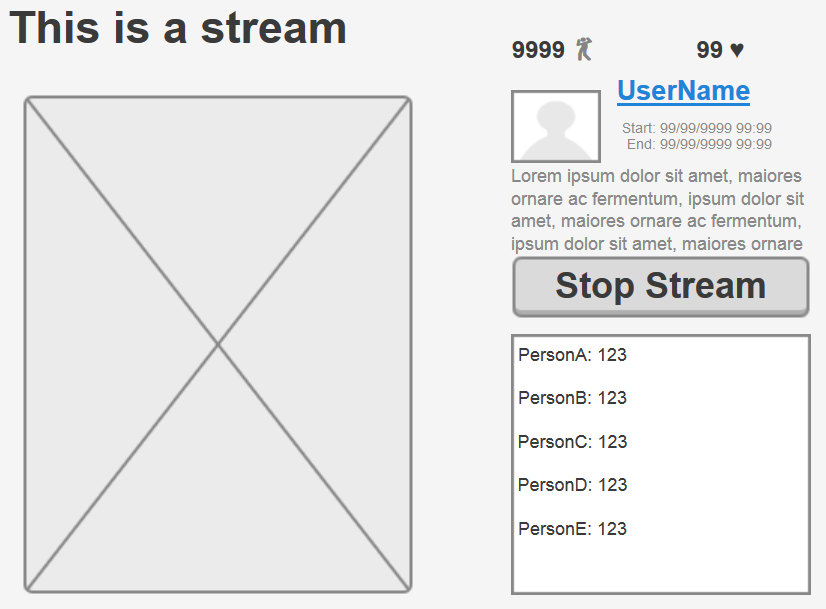 This is a stream
9999
99 ♥
UserName
Start: 99/99/9999 99:99
End: 99/99/9999 99:99
Lorem ipsum dolor sit amet, maiores
ornare ac fermentum, ipsum dolor sit
amet, maiores ornare ac fermentum,
ipsum dolor sit amet, maiores ornare
Stop Stream
PersonA: 123
PersonB: 123
PersonC: 123
PersonD: 123
PersonE: 123